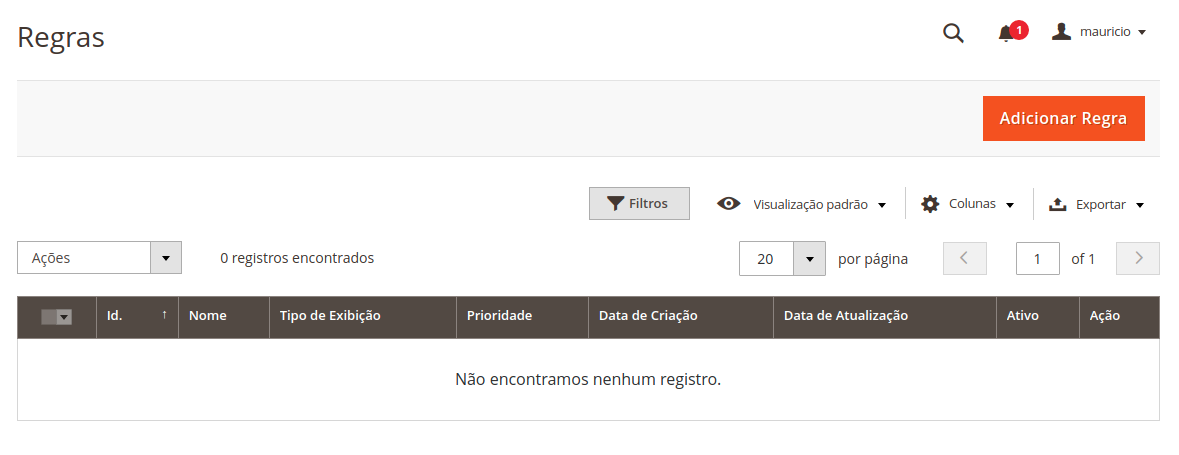 Regras
1
mauricio
Adicionar Regra
Filtros
Visualização padrão
Colunas
Exportar
Ações
0 registros encontrados
20
por página
1
of 1
Id. ↑ Nome Tipo de Exibição Prioridade Data de Criação Data de Atualização Ativo Ação
Não encontramos nenhum registro.